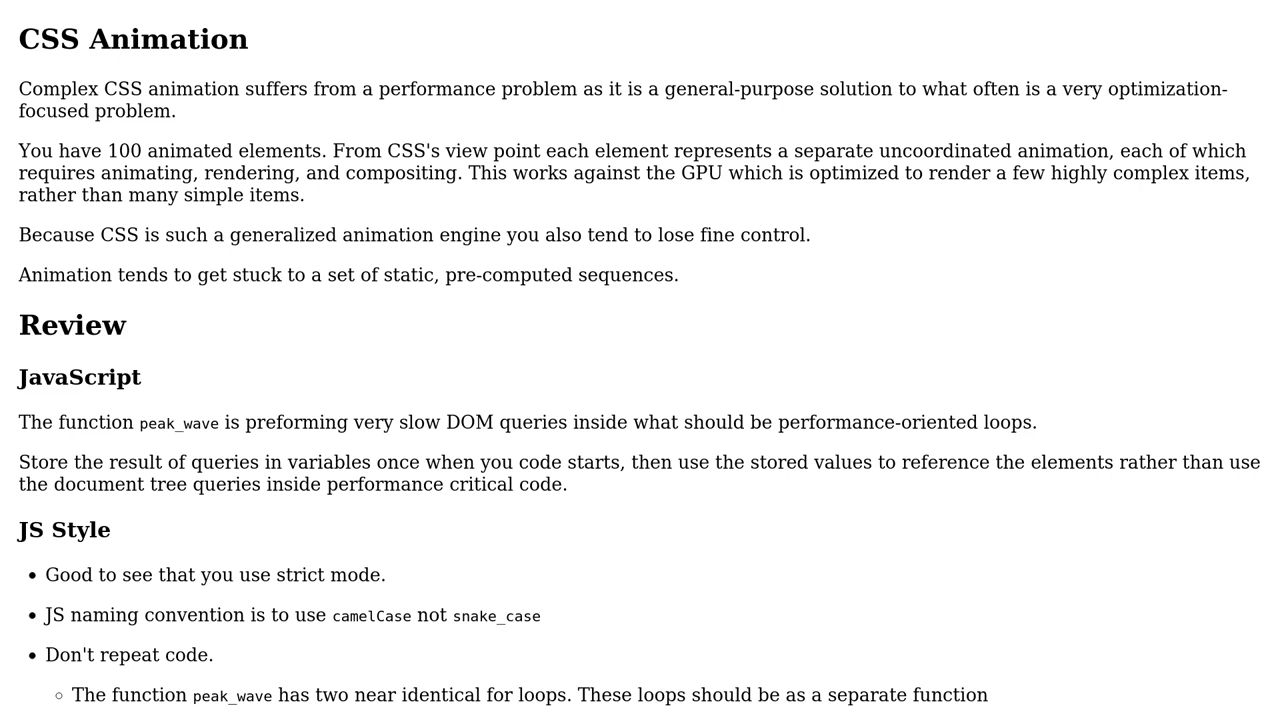 CSS Animation
Complex CSS animation suffers from a performance problem as it is a general-purpose solution to what often is a very optimization-
focused problem.
You have 100 animated elements. From CSS's view point each element represents a separate uncoordinated animation, each of which
requires animating, rendering, and compositing. This works against the GPU which is optimized to render a few highly complex items,
rather than many simple items.
Because CSS is such a generalized animation engine you also tend to lose fine control.
Animation tends to get stuck to a set of static, pre-computed sequences.
Review
JavaScript
The function peak_wave is preforming very slow DOM queries inside what should be performance-oriented loops.
Store the result of queries in variables once when you code starts, then use the stored values to reference the elements rather than use
the document tree queries inside performance critical code.
JS Style
• Good to see that you use strict mode.
• JS naming convention is to use camelCase not snake_case
• Don't repeat code.
◦ The function peak_wave has two near identical for loops. These loops should be as a separate function